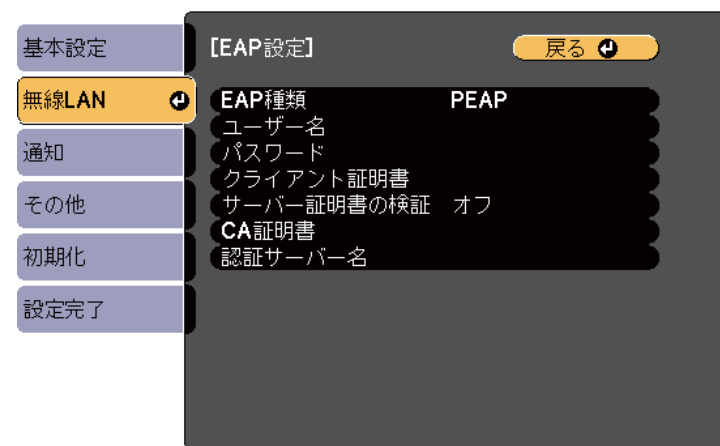 基本設定
無線LAN
通知
その他
初期化
設定完了
[EAP設定]
戻る
EAP種類 PEAP
ユーザー名
パスワード
クライアント証明書
サーバー証明書の検証 オフ
CA証明書
認証サーバー名